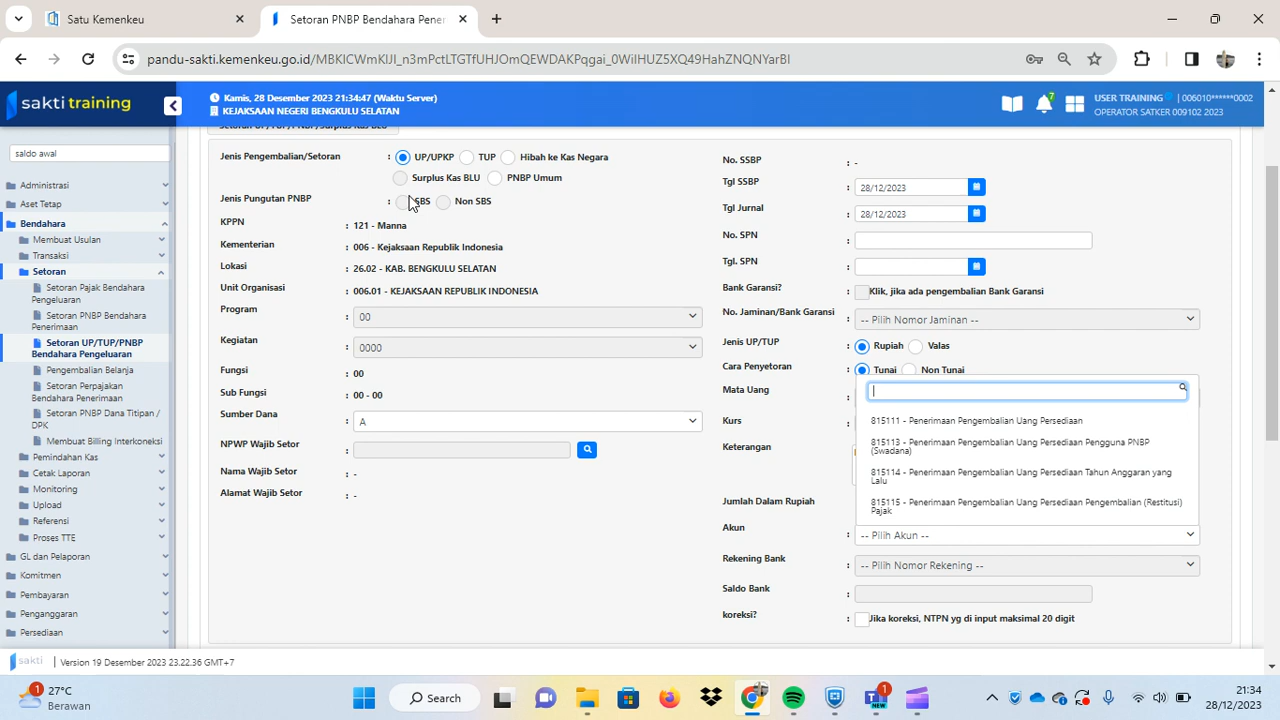 Satu Kemenkeu
Setoran PNBP Bendahara Pener
pandu-sakti.kemenkeu.go.id/MBKlCWmKlJI_n3mPctLTGTfUHJOmQEWDAKPqgai_0WiIHUZ5XQ49HahZNQNYarBI
sakti training
Kamis, 28 Desember 2023 21:34:47 (Waktu Server)
KEJAKSAAN NEGERI BENGKULU SELATAN
7
USER TRAINING | 006010******0002
OPERATOR SATKER 009102 2023
saldo awal
Administrasi
Aset Tetap
Bendahara
Membuat Usulan
Transaksi
Setoran
Setoran Pajak Bendahara
Pengeluaran
Setoran PNBP Bendahara
Penerimaan
Setoran UP/TUP/PNBP
Bendahara Pengeluaran
Pengembalian Belanja
Setoran Perpajakan
Bendahara Penerimaan
Setoran PNBP Dana Titipan /
DPK
Membuat Billing Interkoneksi
Pemindahan Kas
Cetak Laporan
Monitoring
Upload
Referensi
Proses TTE
GL dan Pelaporan
Komitmen
Pembayaran
Penganggaran
Persediaan
Setoran UP/TUP/PNBP/Surplus Kas BLU
Jenis Pengembalian/Setoran : UP/UPKP TUP Hibah ke Kas Negara
Surplus Kas BLU PNBP Umum
Jenis Pungutan PNBP : SBS Non SBS
KPPN : 121 - Manna
Kementerian : 006 - Kejaksaan Republik Indonesia
Lokasi : 26.02 - KAB. BENGKULU SELATAN
Unit Organisasi : 006.01 - KEJAKSAAN REPUBLIK INDONESIA
Program : 00
Kegiatan : 0000
Fungsi : 00
Sub Fungsi : 00 - 00
Sumber Dana : A
NPWP Wajib Setor :
Nama Wajib Setor : -
Alamat Wajib Setor : -
No. SSBP : -
Tgl SSBP : 28/12/2023
Tgl Jurnal : 28/12/2023
No. SPN :
Tgl. SPN :
Bank Garansi? : Klik, jika ada pengembalian Bank Garansi
No. Jaminan/Bank Garansi : -- Pilih Nomor Jaminan --
Jenis UP/TUP : Rupiah Valas
Cara Penyetoran : Tunai Non Tunai
Mata Uang :
Kurs :
Keterangan :
815111 - Penerimaan Pengembalian Uang Persediaan
815113 - Penerimaan Pengembalian Uang Persediaan Pengguna PNBP
(Swadana)
815114 - Penerimaan Pengembalian Uang Persediaan Tahun Anggaran yang
Lalu
815115 - Penerimaan Pengembalian Uang Persediaan Pengembalian (Restitusi)
Pajak
Jumlah Dalam Rupiah :
Akun : -- Pilih Akun --
Rekening Bank : -- Pilih Nomor Rekening --
Saldo Bank :
koreksi? : Jika koreksi, NTPN yg di input maksimal 20 digit
sakti | Version 19 Desember 2023 23.22.36 GMT+7
1
27°C
Berawan
Search
NEW
1
21:34
28/12/2023